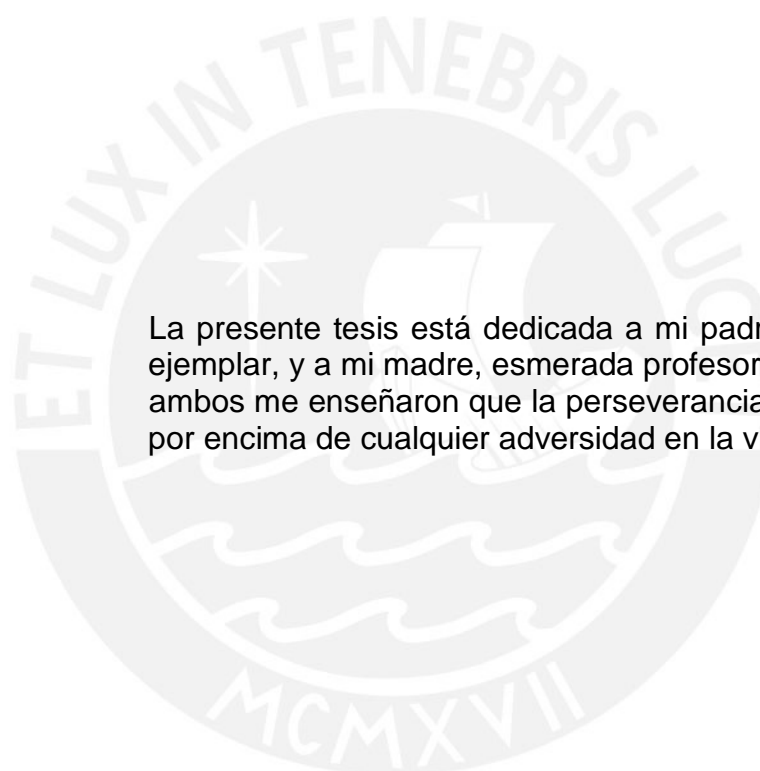 ET LUX IN TENEBRIS LUCET
La presente tesis está dedicada a mi
ejemplar, y a mi madre, esmerada
ambos me enseñaron que la perseverancia
por encima de cualquier adversidad en la
MCMXVII